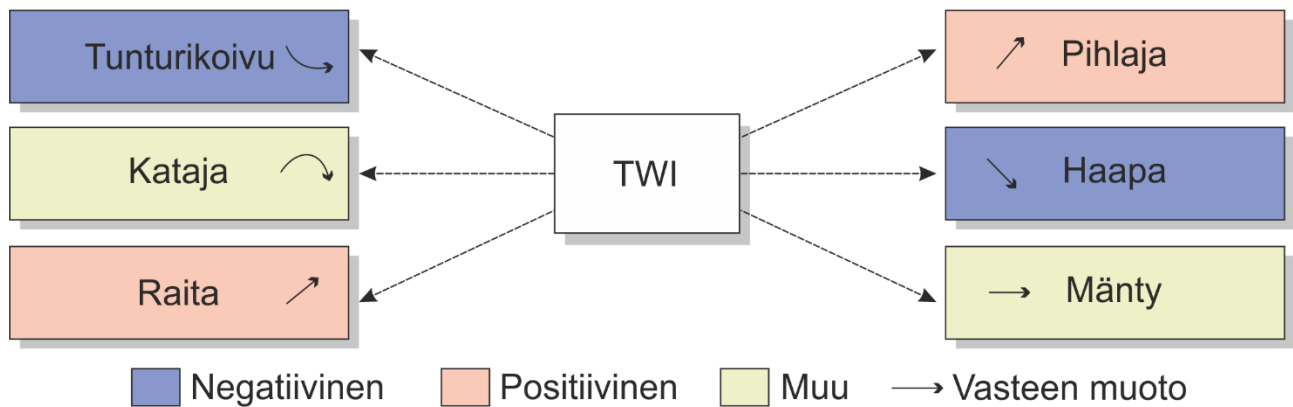 Tunturikoivu
Pihlaja
Kataja
TWI
Haapa
Raita
Mänty
Negatiivinen
Positiivinen
Muu
Vasteen muoto